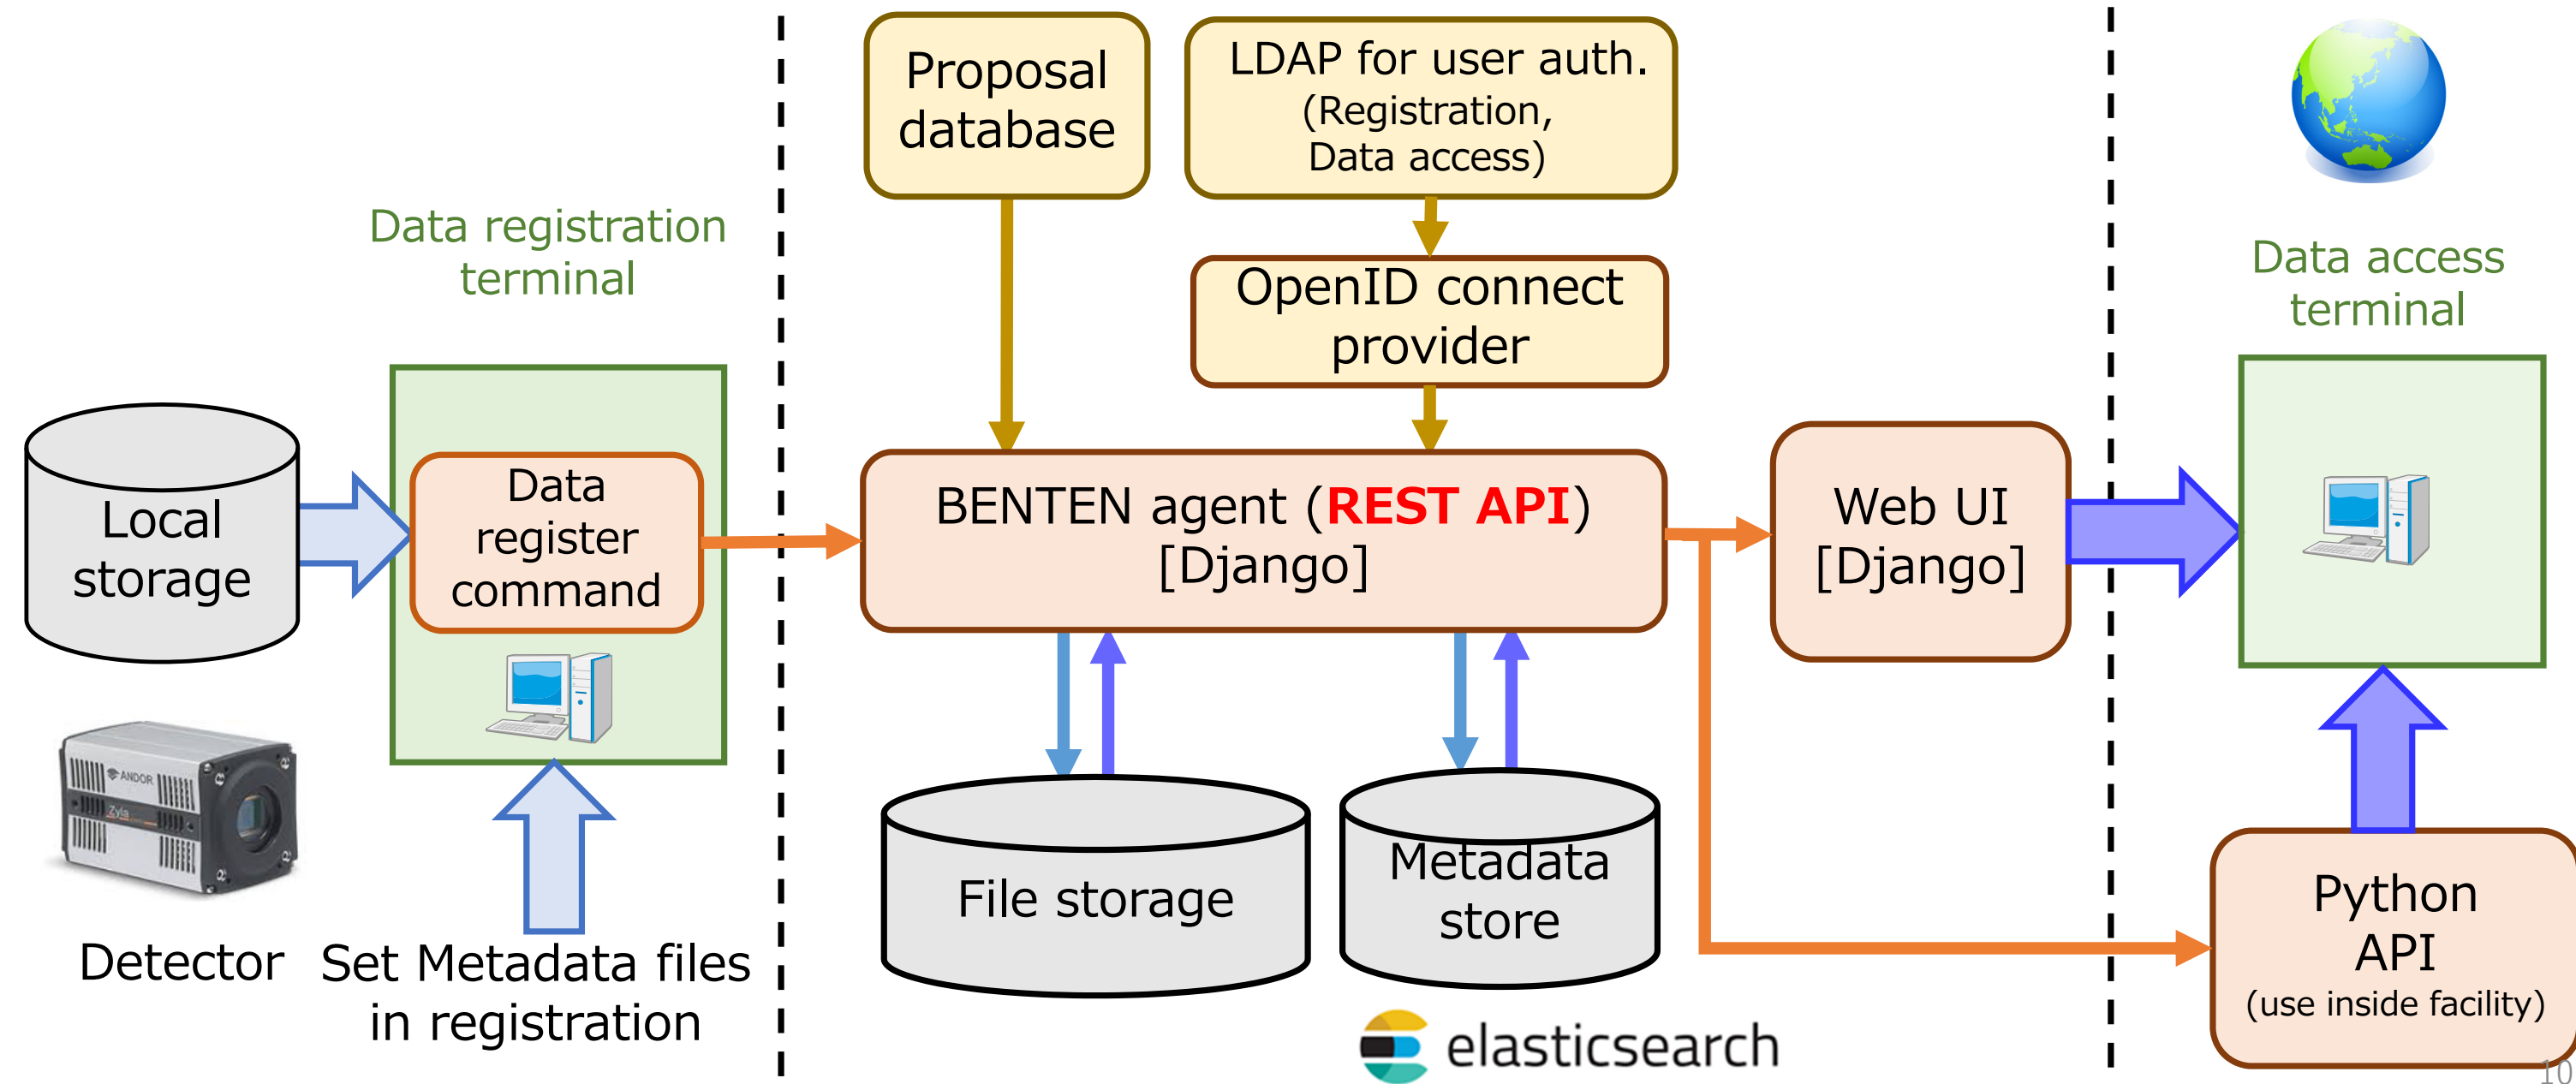 Proposal
database
LDAP for user auth.
(Registration,
Data access)
Data registration
terminal
OpenID connect
provider
Data access
terminal
Local
storage
Data
register
command
BENTEN agent (REST API)
[Django]
Web UI
[Django]
ANDOR
Zyla
File storage
Metadata
store
Detector
Set Metadata files
in registration
Python
API
(use inside facility)
elasticsearch
10